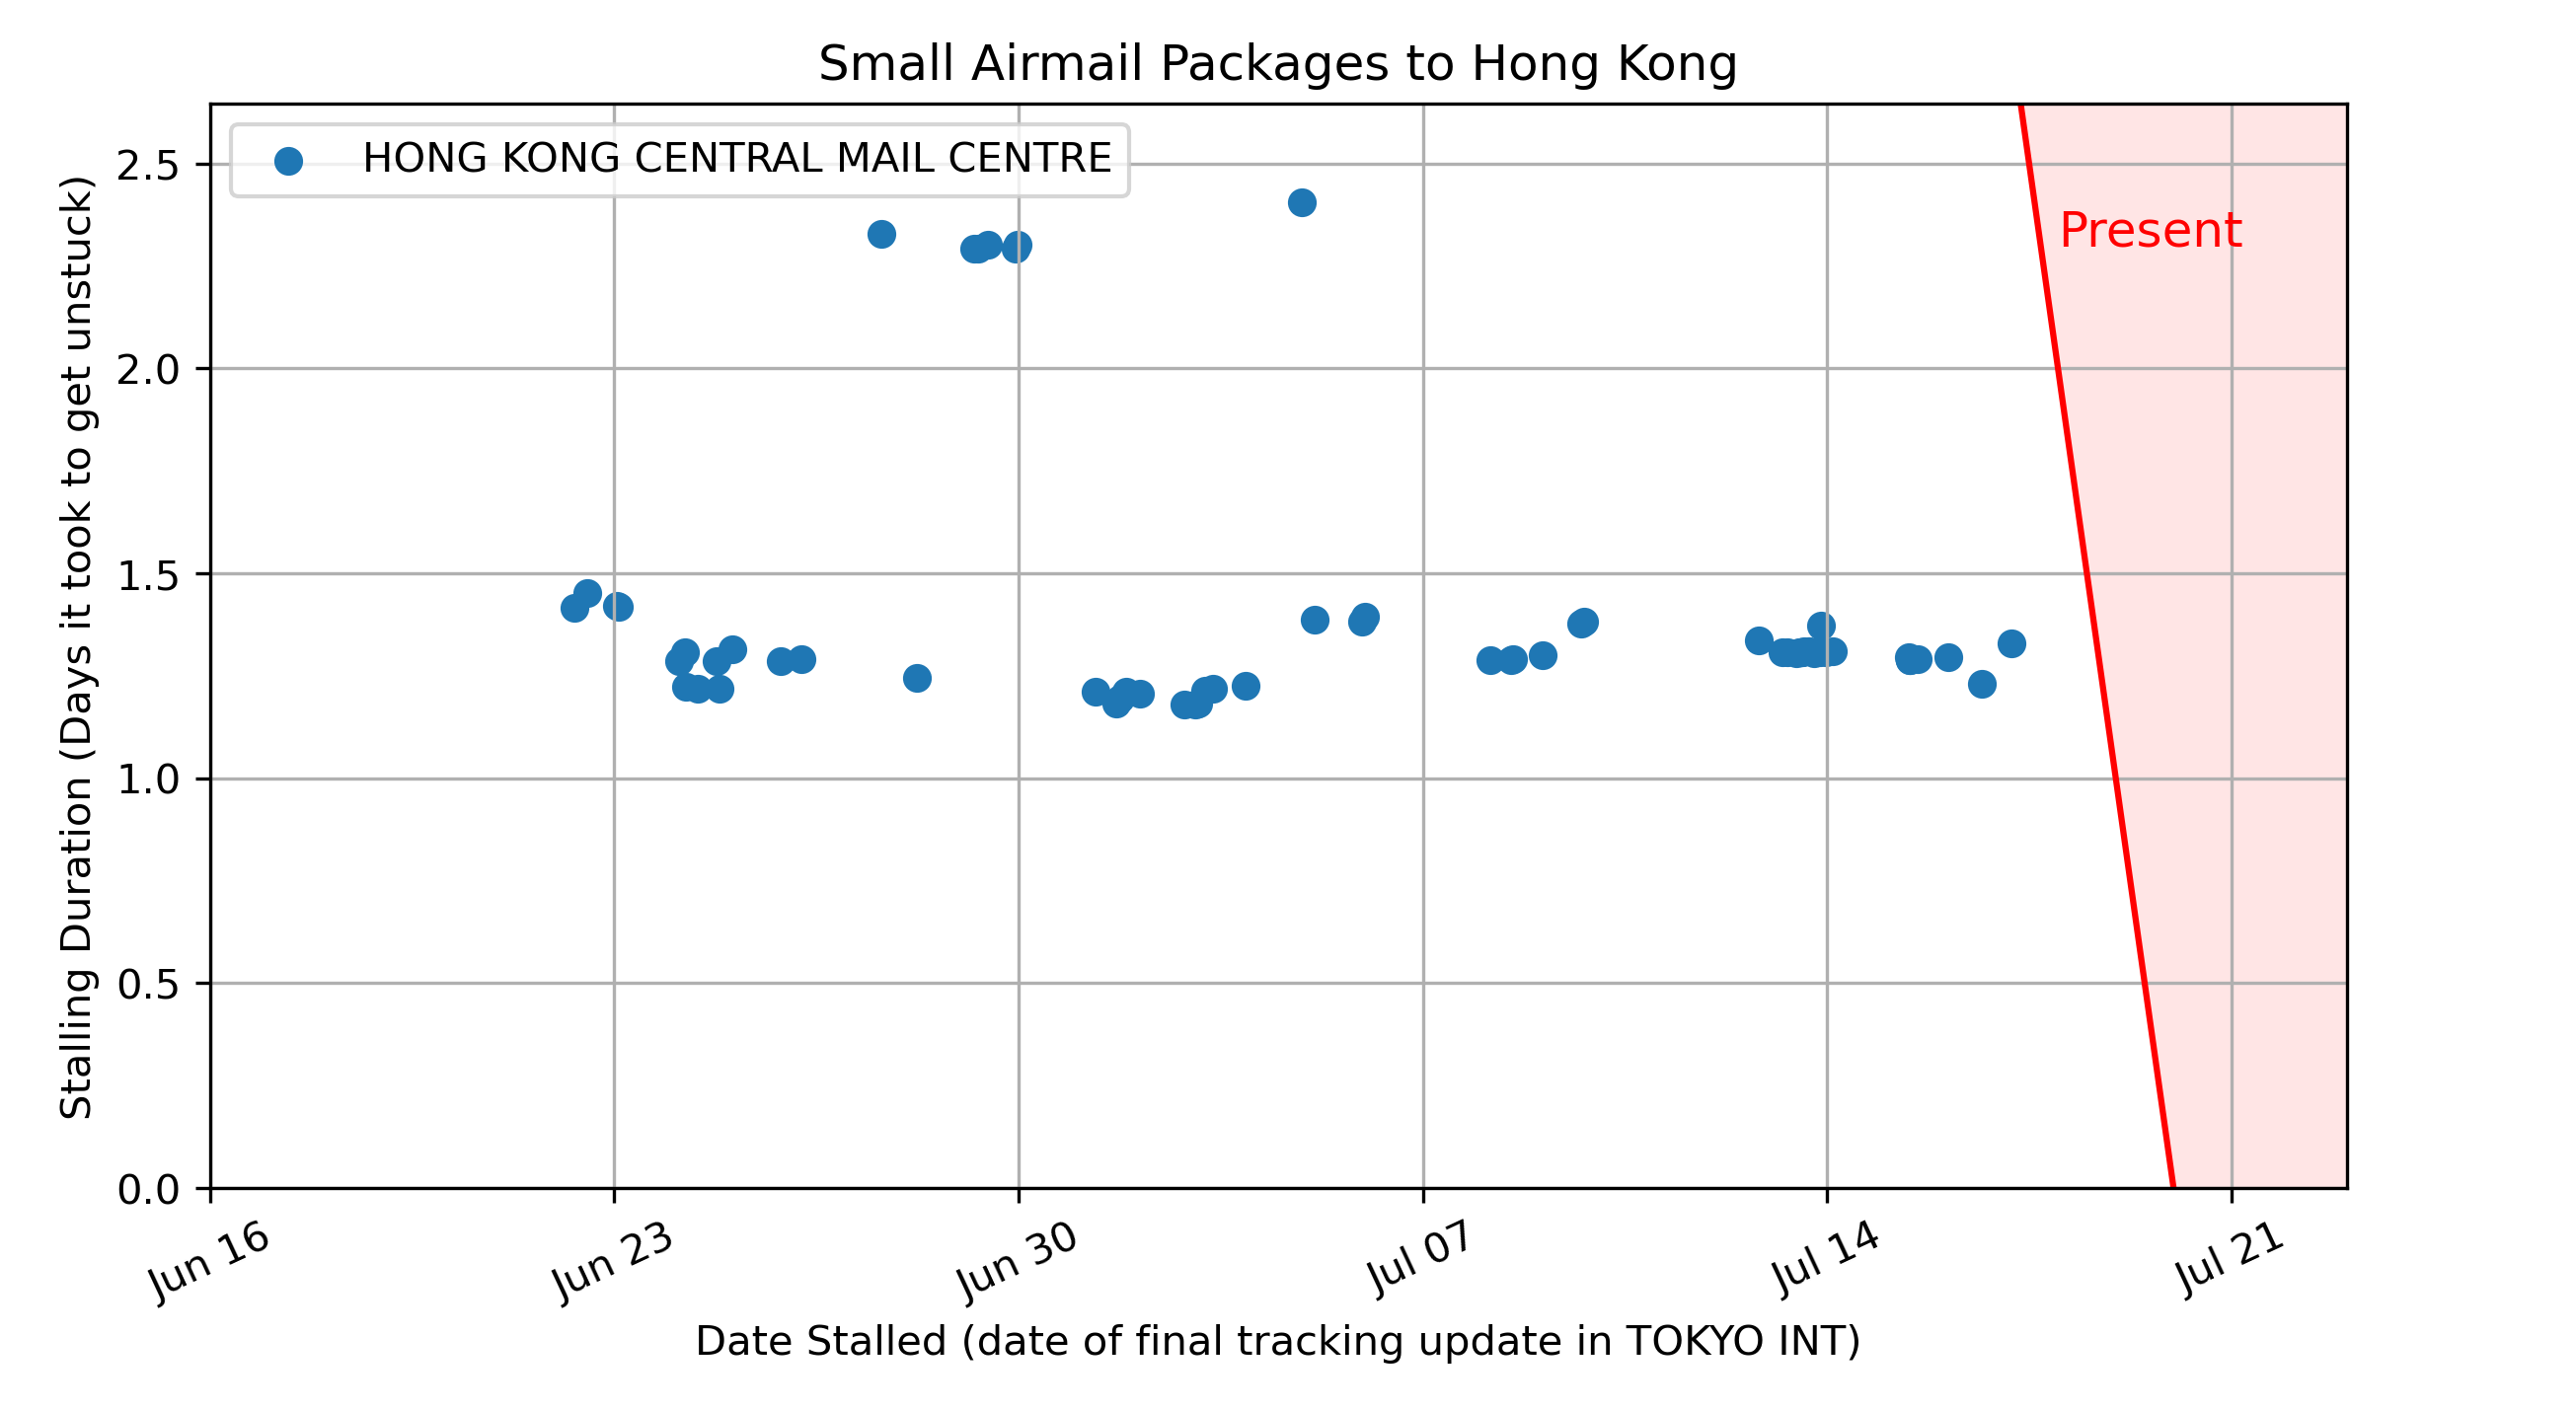 Small Airmail Packages to Hong Kong
HONG KONG CENTRAL MAIL CENTRE
Present
Stalling Duration (Days it took to get unstuck)
2.5
2.0
1.5
1.0
0.5
0.0
Jun 16
Jun 23
Jun 30
Jul 07
Jul 14
Jul 21
Date Stalled (date of final tracking update in TOKYO INT)